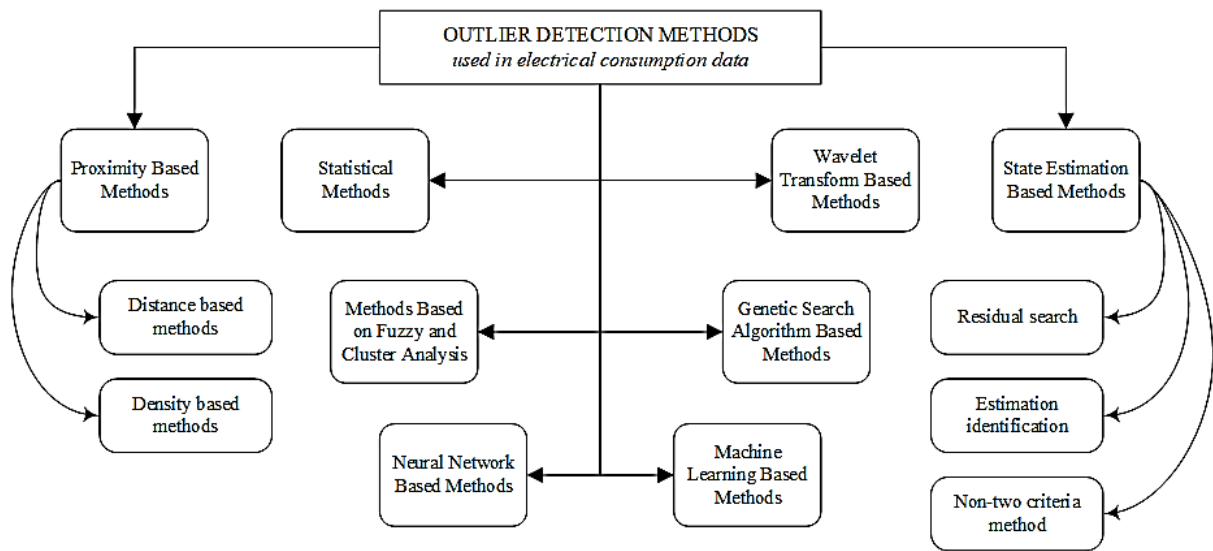 OUTLIER DETECTION METHODS
used in electrical consumption data
Proximity Based
Methods
Statistical
Methods
Wavelet
Transform Based
Methods
State Estimation
Based Methods
Distance based
methods
Methods Based
on Fuzzy and
Cluster Analysis
Genetic Search
Algorithm Based
Methods
Residual search
Density based
methods
Estimation
identification
Neural Network
Based Methods
Machine
Learning Based
Methods
Non-two criteria
method